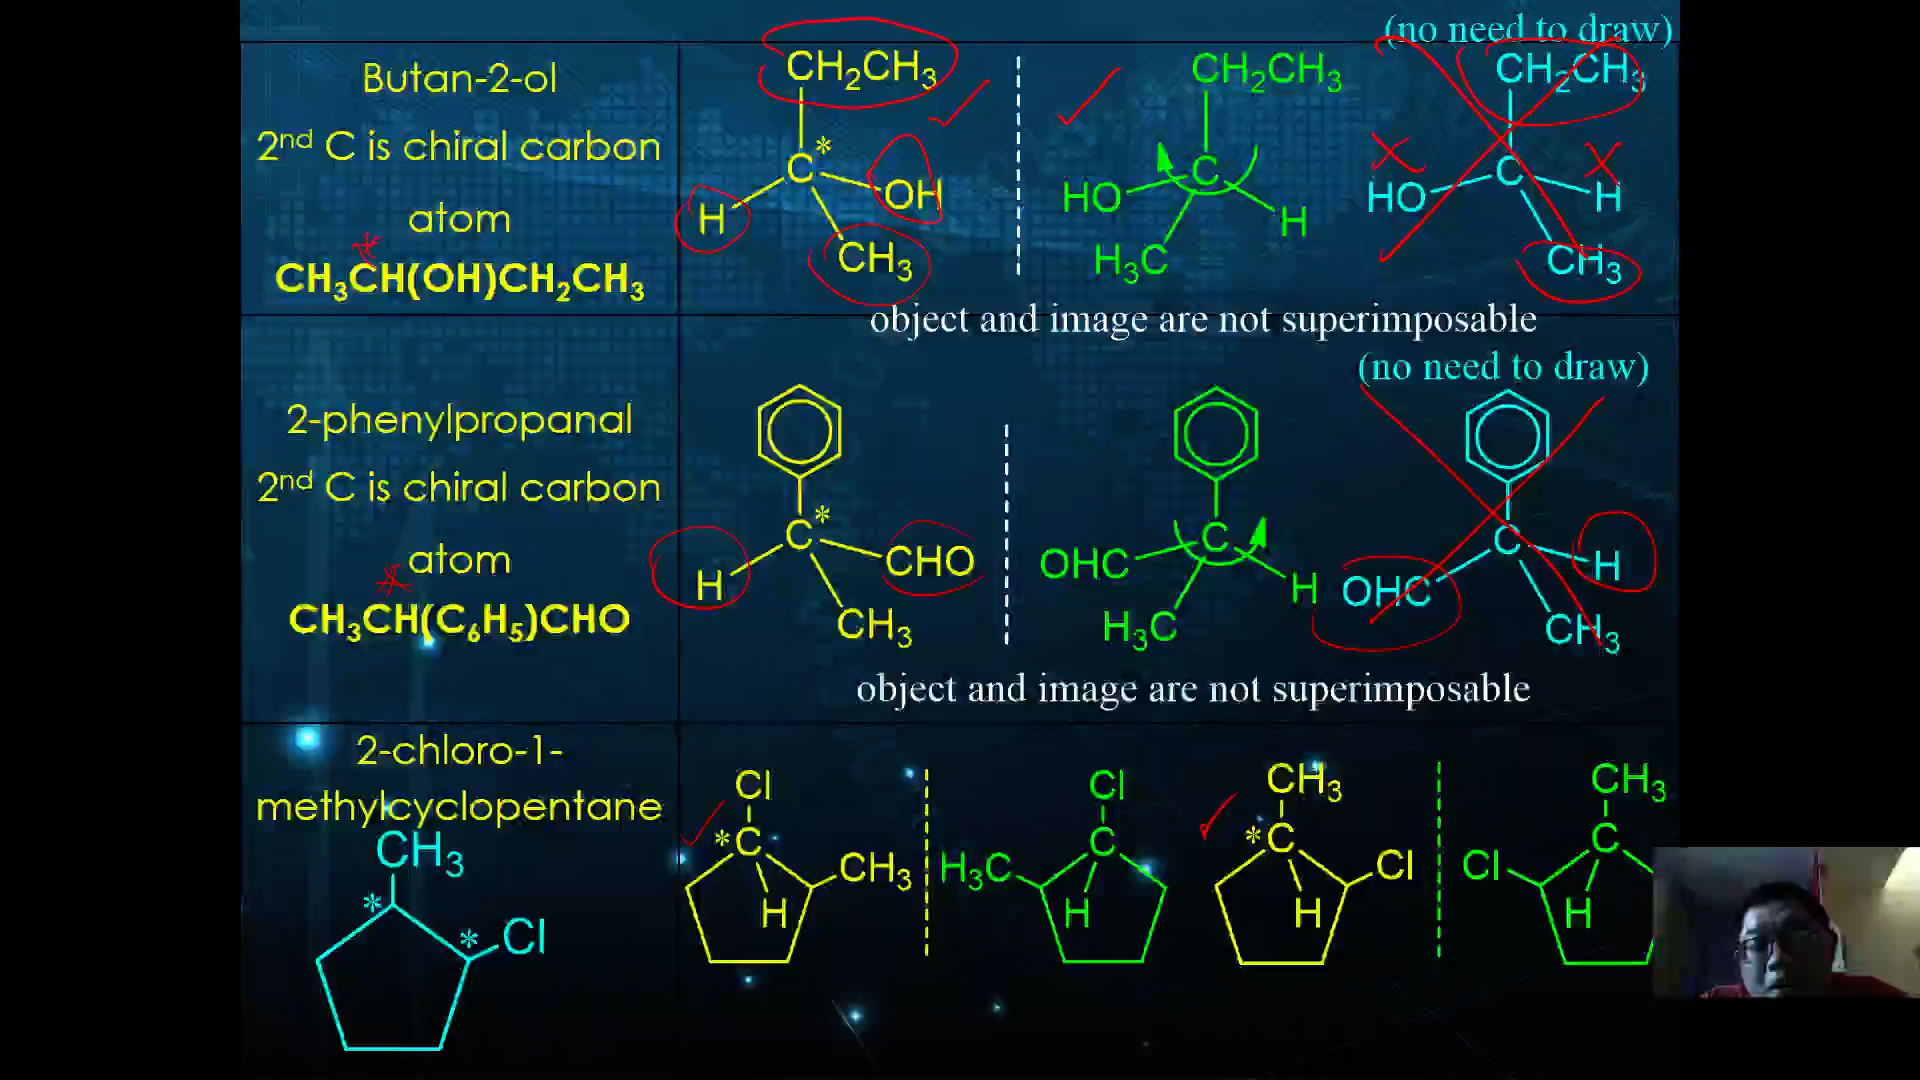 (no need to draw)
Butan-2-ol
2nd C is chiral carbon
atom
CH3CH(OH)CH2CH3
CH2CH3
C*
H
OH
CH3
CH2CH3
C
HO
H
H3C
CH2CH3
C
HO
H
CH3
object and image are not superimposable
(no need to draw)
2-phenylpropanal
2nd C is chiral carbon
atom
CH3CH(C6H5)CHO
C*
H
CHO
CH3
C
OHC
H
H3C
C
OHC
H
CH3
object and image are not superimposable
2-chloro-1-
methylcyclopentane
CH3
*
*
Cl
Cl
*C
CH3
H
Cl
C
H3C
H
CH3
*C
Cl
H
CH3
C
Cl
H